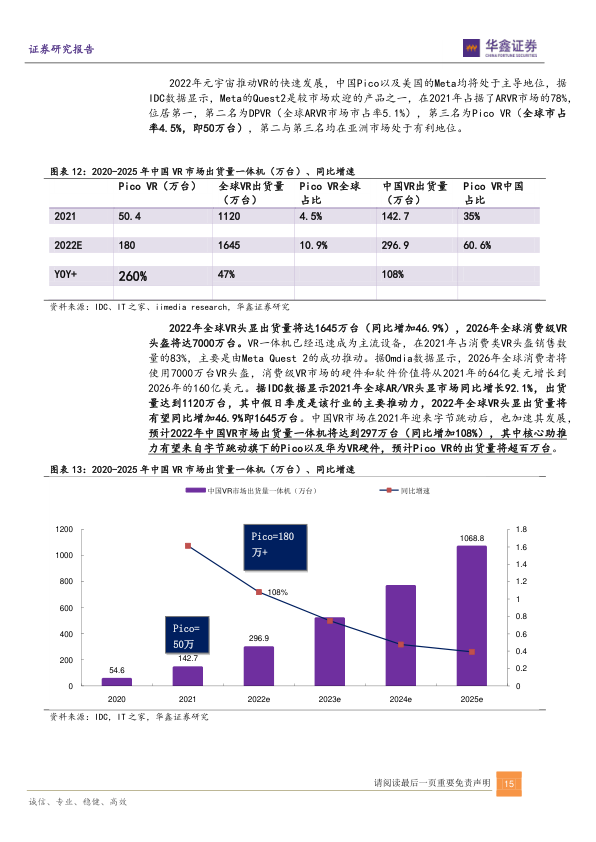 证券研究报告
华鑫证券
CHINA FORTUNE SECURITIES
2022年元宇宙推动VR的快速发展，中国Pico以及美国的Meta均将处于主导地位，据
IDC数据显示，Meta的Quest2是较市场欢迎的产品之一，在2021年占据了ARVR市场的78%，
位居第一，第二名为DPVR（全球ARVR市场市占率5.1%），第三名为Pico VR（全球市占
率4.5%，即50万台），第二与第三名均在亚洲市场处于有利地位。
图表 12：2020-2025 年中国 VR 市场出货量一体机（万台）、同比增速
Pico VR（万台） 全球VR出货量（万台） Pico VR全球占比 中国VR出货量（万台） Pico VR中国占比
2021 50.4 1120 4.5% 142.7 35%
2022E 180 1645 10.9% 296.9 60.6%
YOY+ 260% 47% 108%
资料来源：IDC、IT之家、iimedia research，华鑫证券研究
2022年全球VR头显出货量将达1645万台（同比增加46.9%），2026年全球消费级VR
头盔将达7000万台。VR一体机已经迅速成为主流设备，在2021年占消费类VR头盔销售数
量的83%，主要是由Meta Quest 2的成功推动。据Omdia数据显示，2026年全球消费者将
使用7000万台VR头盔，消费级VR市场的硬件和软件价值将从2021年的64亿美元增长到
2026年的160亿美元。据IDC数据显示2021年全球AR/VR头显市场同比增长92.1%，出货
量达到1120万台，其中假日季度是该行业的主要推动力，2022年全球VR头显出货量将
有望同比增加46.9%即1645万台。中国VR市场在2021年迎来字节跳动后，也加速其发展，
预计2022年中国VR市场出货量一体机将达到297万台（同比增加108%），其中核心助推
力有望来自字节跳动旗下的Pico以及华为VR硬件，预计Pico VR的出货量将超百万台。
图表 13：2020-2025 年中国 VR 市场出货量一体机（万台）、同比增速
中国VR市场出货量一体机（万台） 同比增速
1200
1000
800
600
400
200
0
1.8
1.6
1.4
1.2
1
0.8
0.6
0.4
0.2
0
Pico=180
万+
Pico=
50万
54.6
142.7
296.9
108%
1068.8
2020 2021 2022e 2023e 2024e 2025e
资料来源：IDC，IT之家，华鑫证券研究
请阅读最后一页重要免责声明 15
诚信、专业、稳健、高效